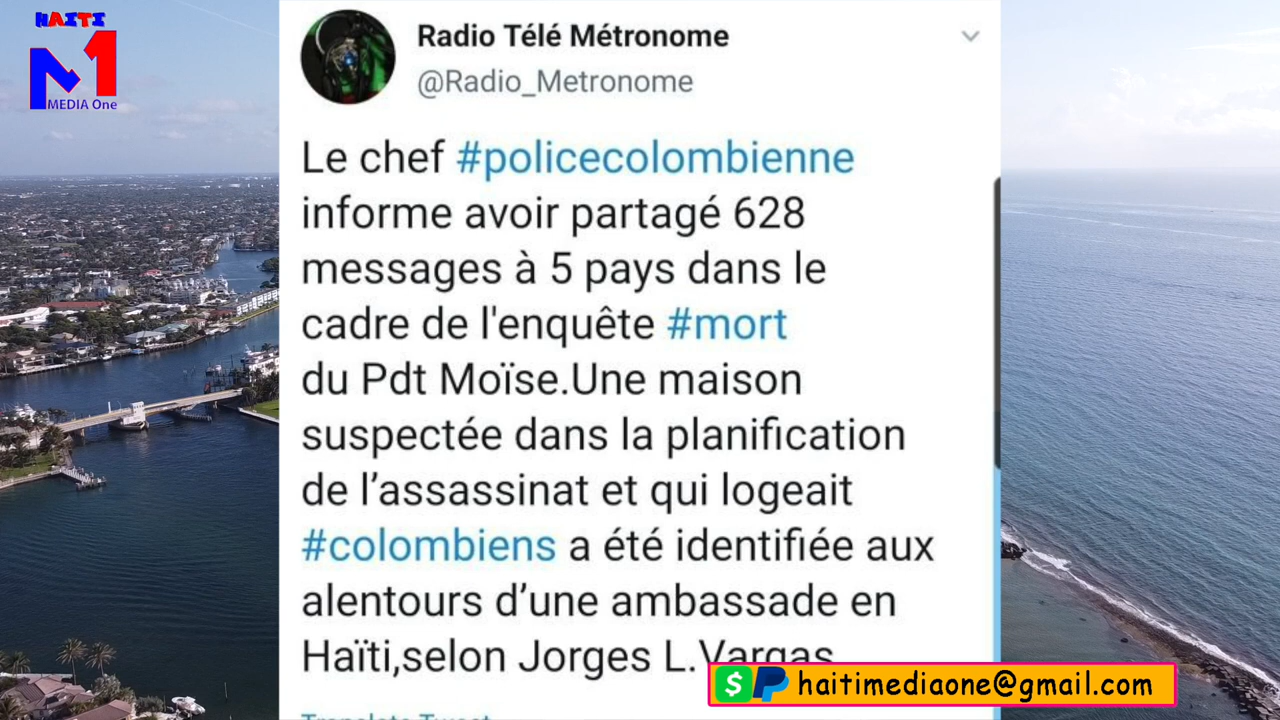 HAITI
M1
MEDIA One
Radio Télé Métronome
@Radio_Metronome
Le chef #policecolombienne
informe avoir partagé 628
messages à 5 pays dans le
cadre de l'enquête #mort
du Pdt Moïse.Une maison
suspectée dans la planification
de l’assassinat et qui logeait
#colombiens a été identifiée aux
alentours d’une ambassade en
Haïti,selon Jorges L.Vargas
Translate Tweet
$ P haitimediaone@gmail.com